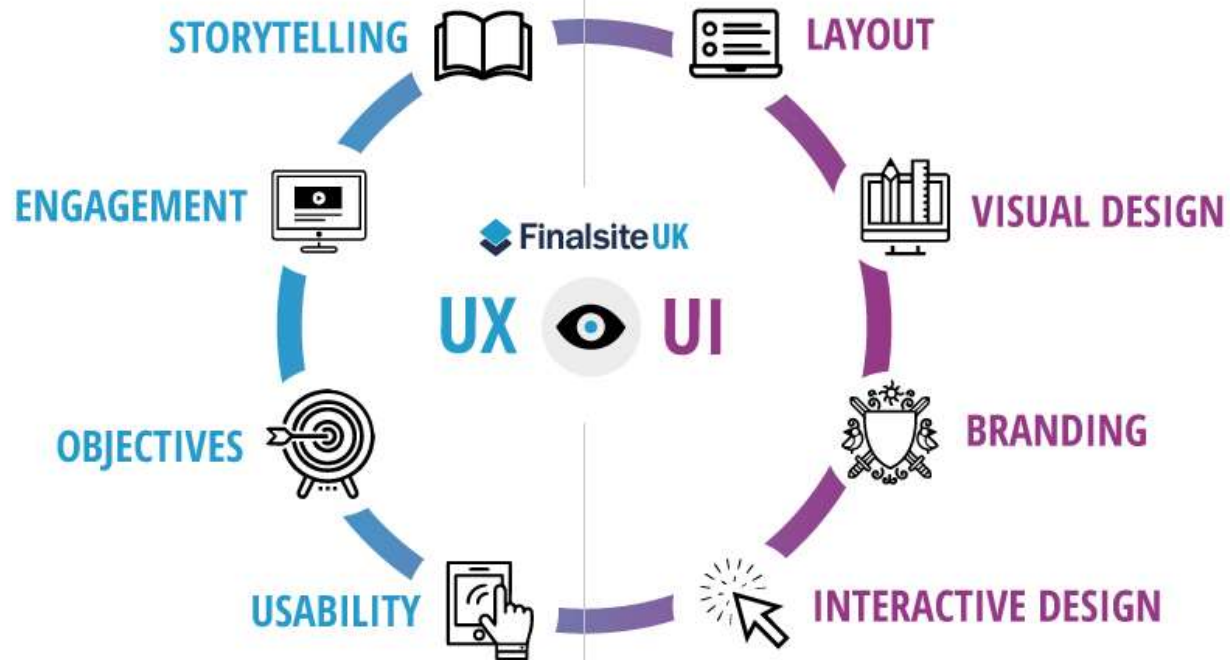 STORYTELLING
LAYOUT
ENGAGEMENT
VISUAL DESIGN
Finalsite UK
UX
UI
OBJECTIVES
BRANDING
USABILITY
INTERACTIVE DESIGN